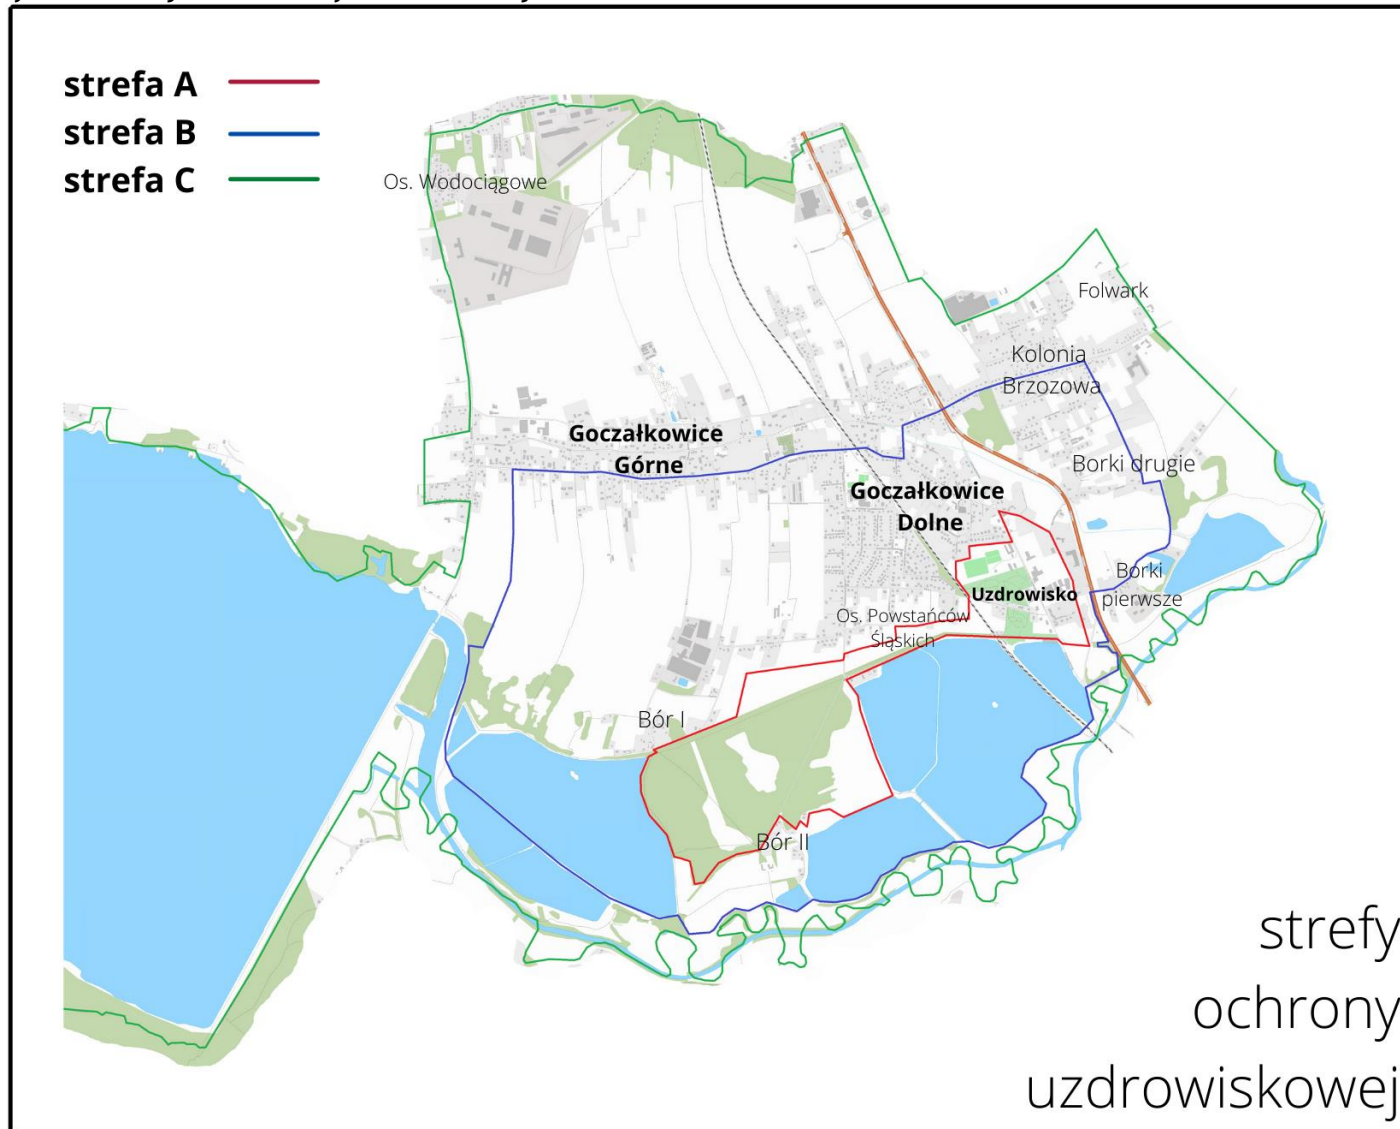 strefa A
strefa B
strefa C
Os. Wodociągowe
Folwark
Kolonia
Brzozowa
Goczałkowice
Górne
Borki drugie
Goczałkowice
Dolne
Borki
pierwsze
Uzdrowisko
Os. Powstańców
Śląskich
Bór I
Bór II
strefy
ochrony
uzdrowiskowej